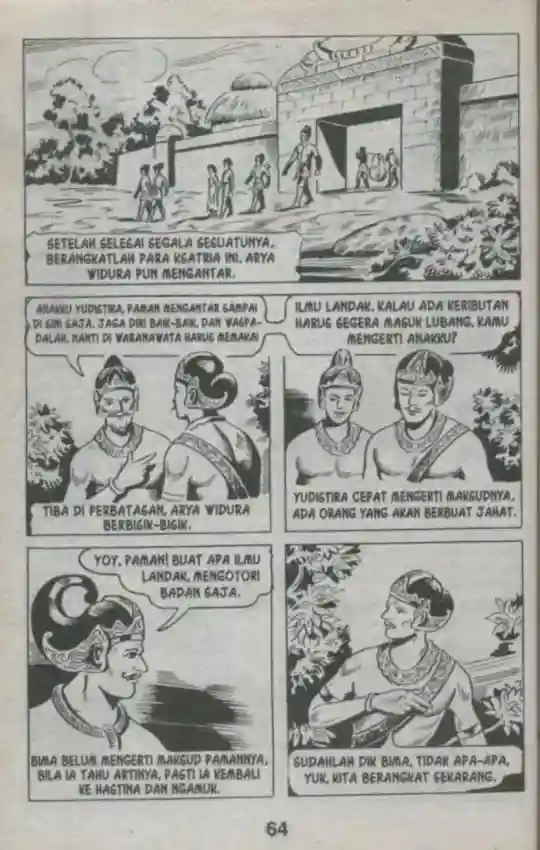 SETELAH SELESAI SEGALA SESUATUNYA,
BERANGKATLAH PARA KSATRIA INI. ARYA
WIDURA PUN MENGANTAR.
ANAKKU YUDISTIRA, PAMAN MENGANTAR SAMPAI
DI SINI SAJA. JAGA DIRI BAIK-BAIK, DAN WASPA-
DALAH. NANTI DI WARANAWATA HARUS MEMAKAI
ILMU LANDAK. KALAU ADA KERIBUTAN
HARUS SEGERA MASUK LUBANG. KAMU
MENGERTI ANAKKU?
TIBA DI PERBATASAN, ARYA WIDURA
BERBISIK-BISIK.
YUDISTIRA CEPAT MENGERTI MAKSUDNYA,
ADA ORANG YANG AKAN BERBUAT JAHAT.
YOY, PAMAN! BUAT APA ILMU
LANDAK, MENGOTORI
BADAN SAJA.
BIMA BELUM MENGERTI MAKSUD PAMANNYA,
BILA IA TAHU ARTINYA, PASTI IA KEMBALI
KE HASTINA DAN NGAMUK.
SUDAHLAH DIK BIMA, TIDAK APA-APA,
YUK, KITA BERANGKAT SEKARANG.
64